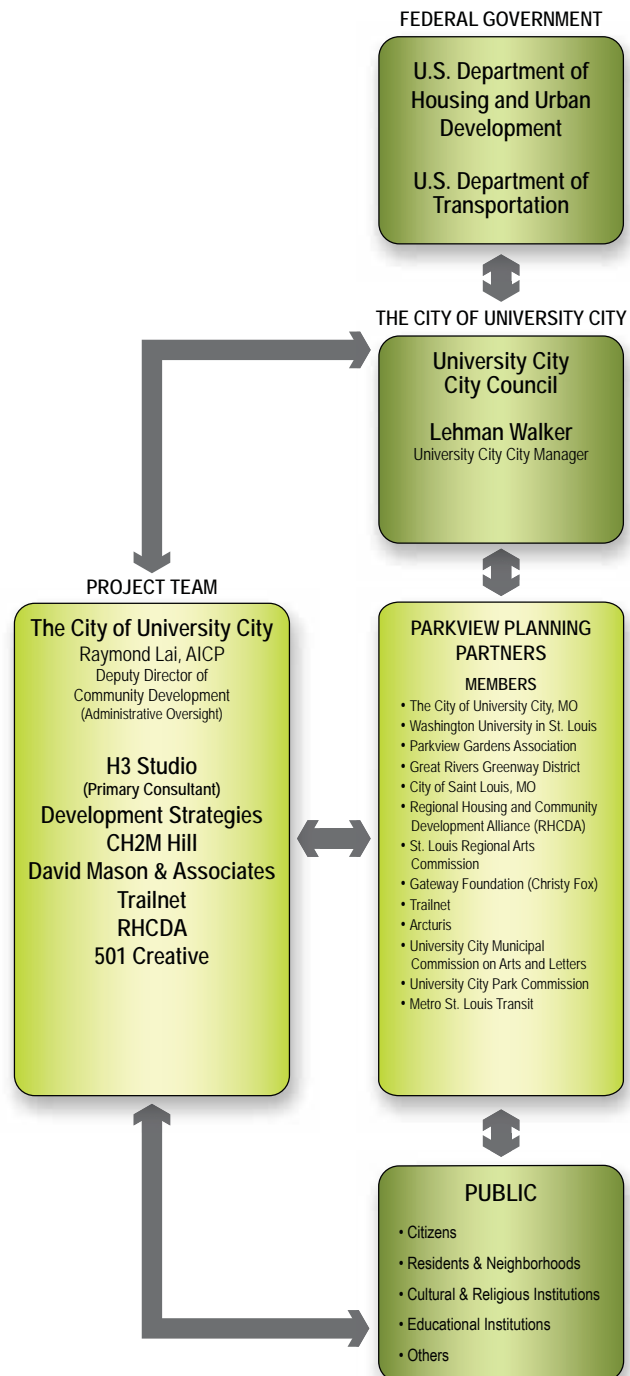 FEDERAL GOVERNMENT
U.S. Department of
Housing and Urban
Development
U.S. Department of
Transportation
THE CITY OF UNIVERSITY CITY
University City
City Council
Lehman Walker
University City City Manager
PROJECT TEAM
The City of University City
Raymond Lai, AICP
Deputy Director of
Community Development
(Administrative Oversight)
H3 Studio
(Primary Consultant)
Development Strategies
CH2M Hill
David Mason & Associates
Trailnet
RHCDA
501 Creative
PARKVIEW PLANNING
PARTNERS
MEMBERS
• The City of University City, MO
• Washington University in St. Louis
• Parkview Gardens Association
• Great Rivers Greenway District
• City of Saint Louis, MO
• Regional Housing and Community
Development Alliance (RHCDA)
• St. Louis Regional Arts
Commission
• Gateway Foundation (Christy Fox)
• Trailnet
• Arcturis
• University City Municipal
Commission on Arts and Letters
• University City Park Commission
• Metro St. Louis Transit
PUBLIC
• Citizens
• Residents & Neighborhoods
• Cultural & Religious Institutions
• Educational Institutions
• Others